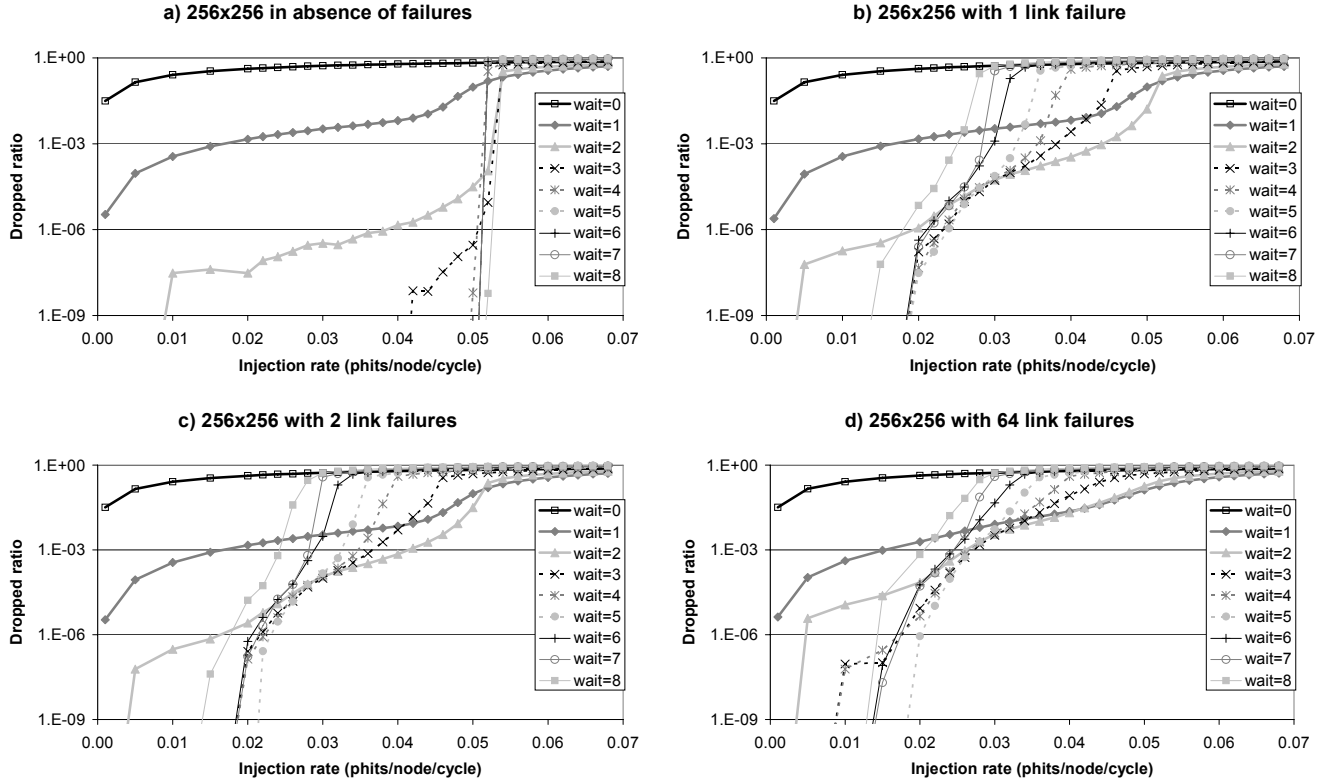 a) 256x256 in absence of failures
1.E+00
1.E-03
1.E-06
1.E-09
Dropped ratio
0.00 0.01 0.02 0.03 0.04 0.05 0.06 0.07
Injection rate (phits/node/cycle)
wait=0
wait=1
wait=2
wait=3
wait=4
wait=5
wait=6
wait=7
wait=8
b) 256x256 with 1 link failure
1.E+00
1.E-03
1.E-06
1.E-09
Dropped ratio
0.00 0.01 0.02 0.03 0.04 0.05 0.06 0.07
Injection rate (phits/node/cycle)
wait=0
wait=1
wait=2
wait=3
wait=4
wait=5
wait=6
wait=7
wait=8
c) 256x256 with 2 link failures
1.E+00
1.E-03
1.E-06
1.E-09
Dropped ratio
0.00 0.01 0.02 0.03 0.04 0.05 0.06 0.07
Injection rate (phits/node/cycle)
wait=0
wait=1
wait=2
wait=3
wait=4
wait=5
wait=6
wait=7
wait=8
d) 256x256 with 64 link failures
1.E+00
1.E-03
1.E-06
1.E-09
Dropped ratio
0.00 0.01 0.02 0.03 0.04 0.05 0.06 0.07
Injection rate (phits/node/cycle)
wait=0
wait=1
wait=2
wait=3
wait=4
wait=5
wait=6
wait=7
wait=8